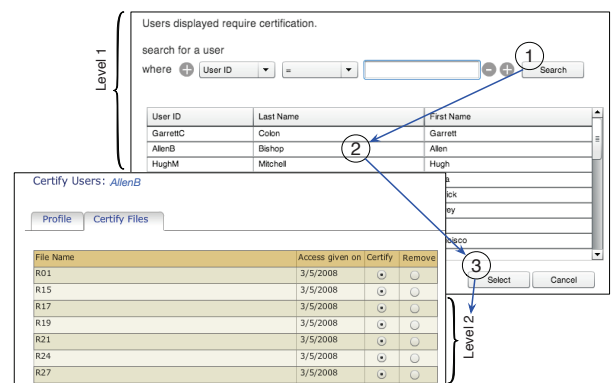 Users displayed require certification.
search for a user
where User ID = Search
1
Level 1
User ID Last Name First Name
GarrettC Colon Garrett
AllenB Bishop Allen
2
HughM Mitchell Hugh
Certify Users: AllenB
Profile Certify Files
3
Select Cancel
File Name Access given on Certify Remove
R01 3/5/2008
R15 3/5/2008
R17 3/5/2008
R19 3/5/2008
R21 3/5/2008
R24 3/5/2008
R27 3/5/2008
Level 2